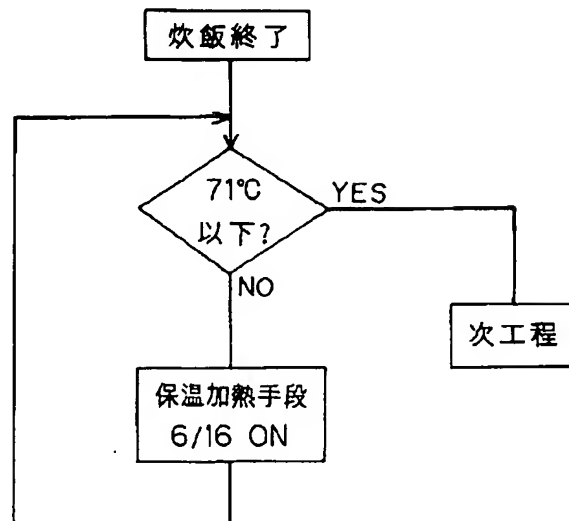 炊飯終了
71℃
以下?
YES
NO
次工程
保温加熱手段
6/16 ON